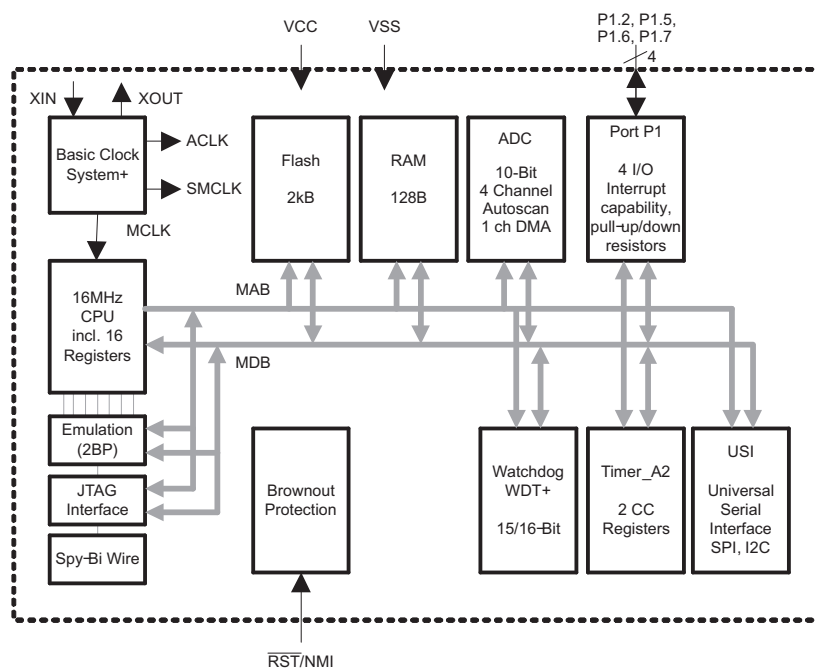 VCC
VSS
P1.2, P1.5,
P1.6, P1.7
4
XIN
XOUT
Basic Clock
System+
ACLK
SMCLK
MCLK
Flash
2kB
RAM
128B
ADC
10-Bit
4 Channel
Autoscan
1 ch DMA
Port P1
4 I/O
Interrupt
capability,
pull-up/down
resistors
16MHz
CPU
incl. 16
Registers
MAB
MDB
Emulation
(2BP)
JTAG
Interface
Spy-Bi Wire
Brownout
Protection
Watchdog
WDT+
15/16-Bit
Timer_A2
2 CC
Registers
USI
Universal
Serial
Interface
SPI, I2C
RST/NMI